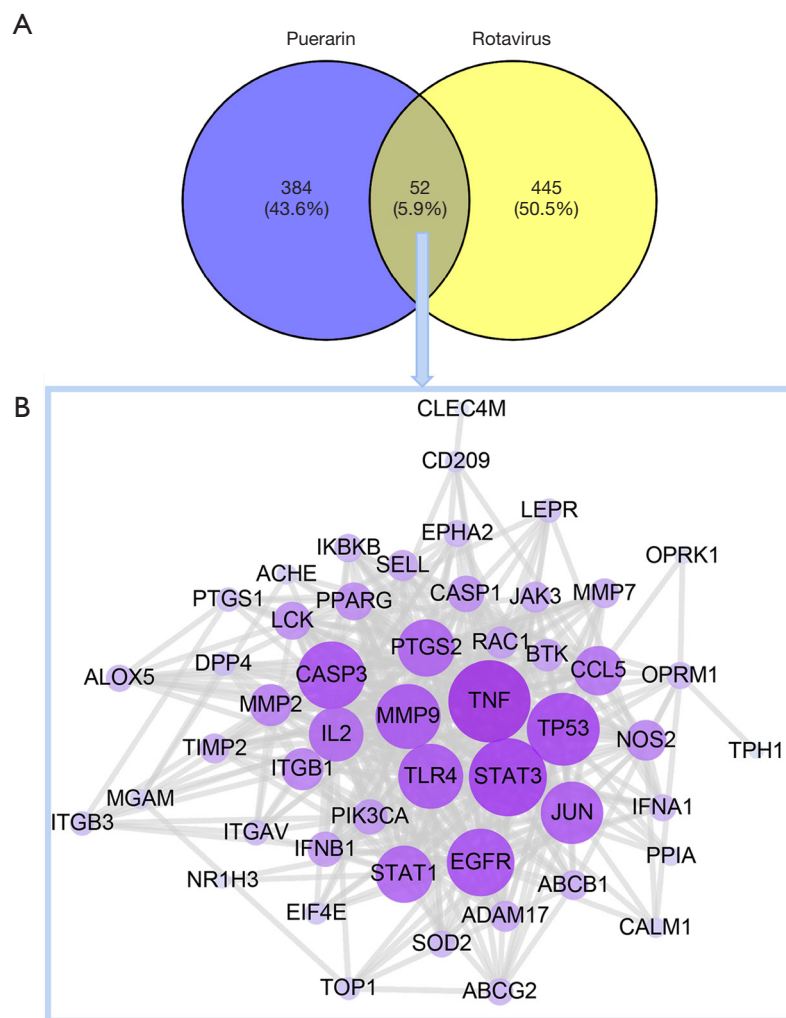 A
Puerarin Rotavirus
384 52 445
(43.6%) (5.9%) (50.5%)
B
CLEC4M
CD209
LEPR
EPHA2
IKBKB
OPRK1
SELL
ACHE
CASP1 JAK3 MMP7
PTGS1 PPARG
LCK
PTGS2 RAC1
BTK
DPP4 CCL5
ALOX5 CASP3 OPRM1
MMP2 TNF
MMP9
IL2 TP53 NOS2
TIMP2 TPH1
ITGB1 TLR4 STAT3
MGAM IFNA1
JUN
ITGB3 PIK3CA
ITGAV
IFNB1 PPIA
EGFR
NR1H3 STAT1 ABCB1
EIF4E ADAM17
CALM1
SOD2
TOP1 ABCG2